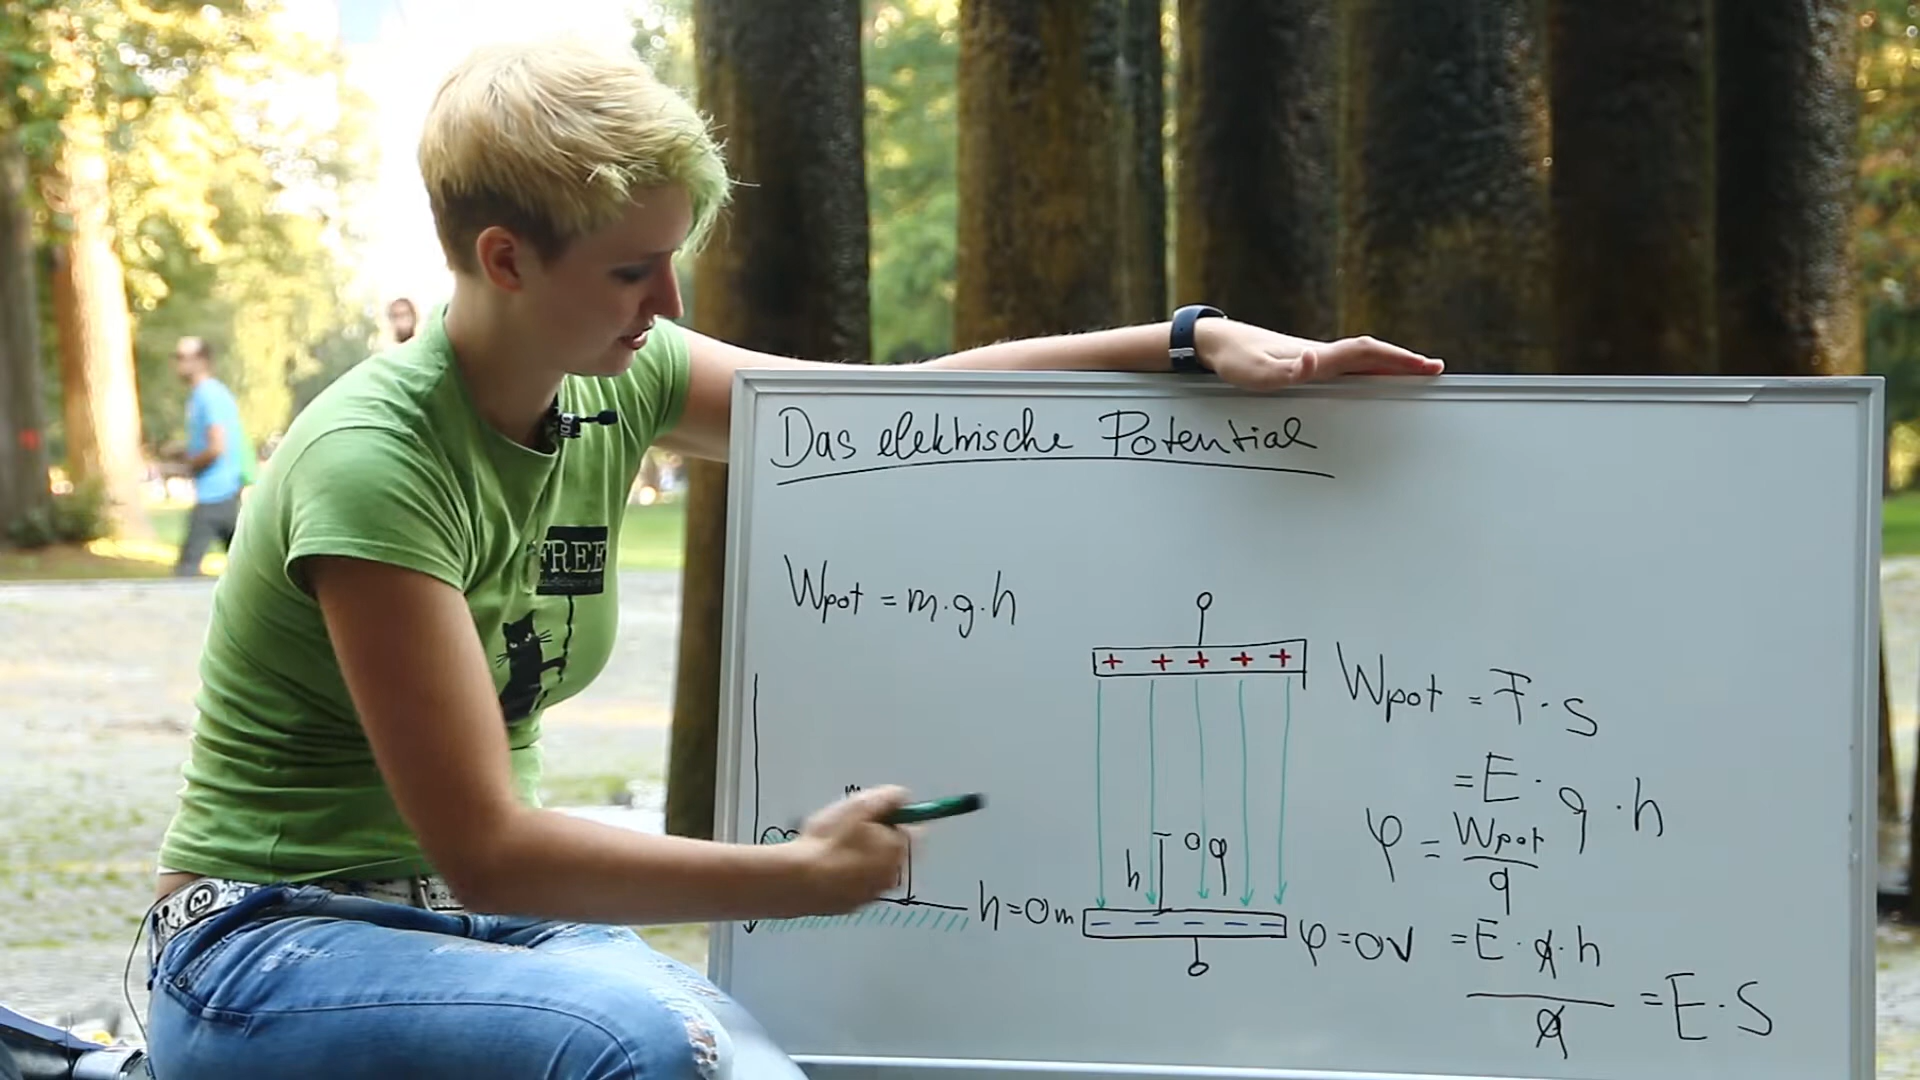 Das elektrische Potential
Wpot = m·g·h
+ + + + +
Wpot = F·s
= E·q·h
φ = Wpot
q
h
q
h=0m
− − − − −
φ=0V
= E·q·h
q
= E·s
m
FREE
M